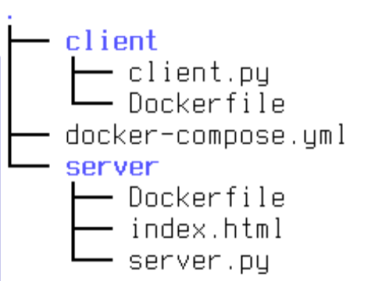 .
client
client.py
Dockerfile
docker-compose.yml
server
Dockerfile
index.html
server.py